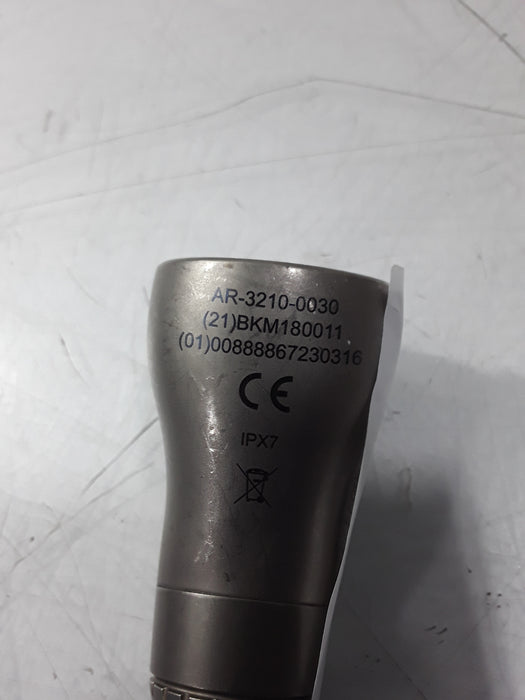 AR-3210-0030
(21)BKM180011
(01)00888867230316
CE
IPX7